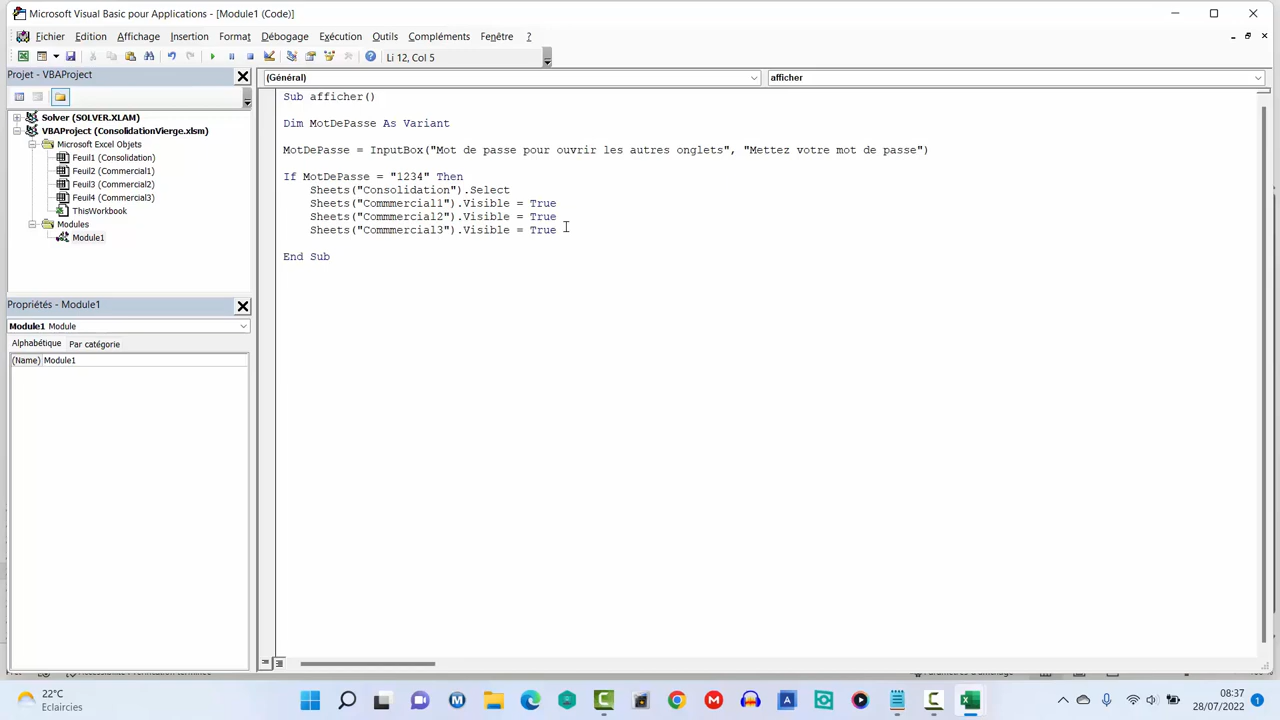 Microsoft Visual Basic pour Applications - [Module1 (Code)]
Fichier Edition Affichage Insertion Format Débogage Exécution Outils Compléments Fenêtre ?
Li 12, Col 5
Projet - VBAProject
(Général) afficher
Solver (SOLVER.XLAM)
VBAProject (ConsolidationVierge.xlsm)
Microsoft Excel Objets
Feuil1 (Consolidation)
Feuil2 (Commercial1)
Feuil3 (Commercial2)
Feuil4 (Commercial3)
ThisWorkbook
Modules
Module1
Sub afficher()
Dim MotDePasse As Variant
MotDePasse = InputBox("Mot de passe pour ouvrir les autres onglets", "Mettez votre mot de passe")
If MotDePasse = "1234" Then
Sheets("Consolidation").Select
Sheets("Commmercial1").Visible = True
Sheets("Commmercial2").Visible = True
Sheets("Commmercial3").Visible = True
End Sub
Propriétés - Module1
Module1 Module
Alphabétique Par catégorie
(Name) Module1
22°C
Eclaircies
08:37
28/07/2022